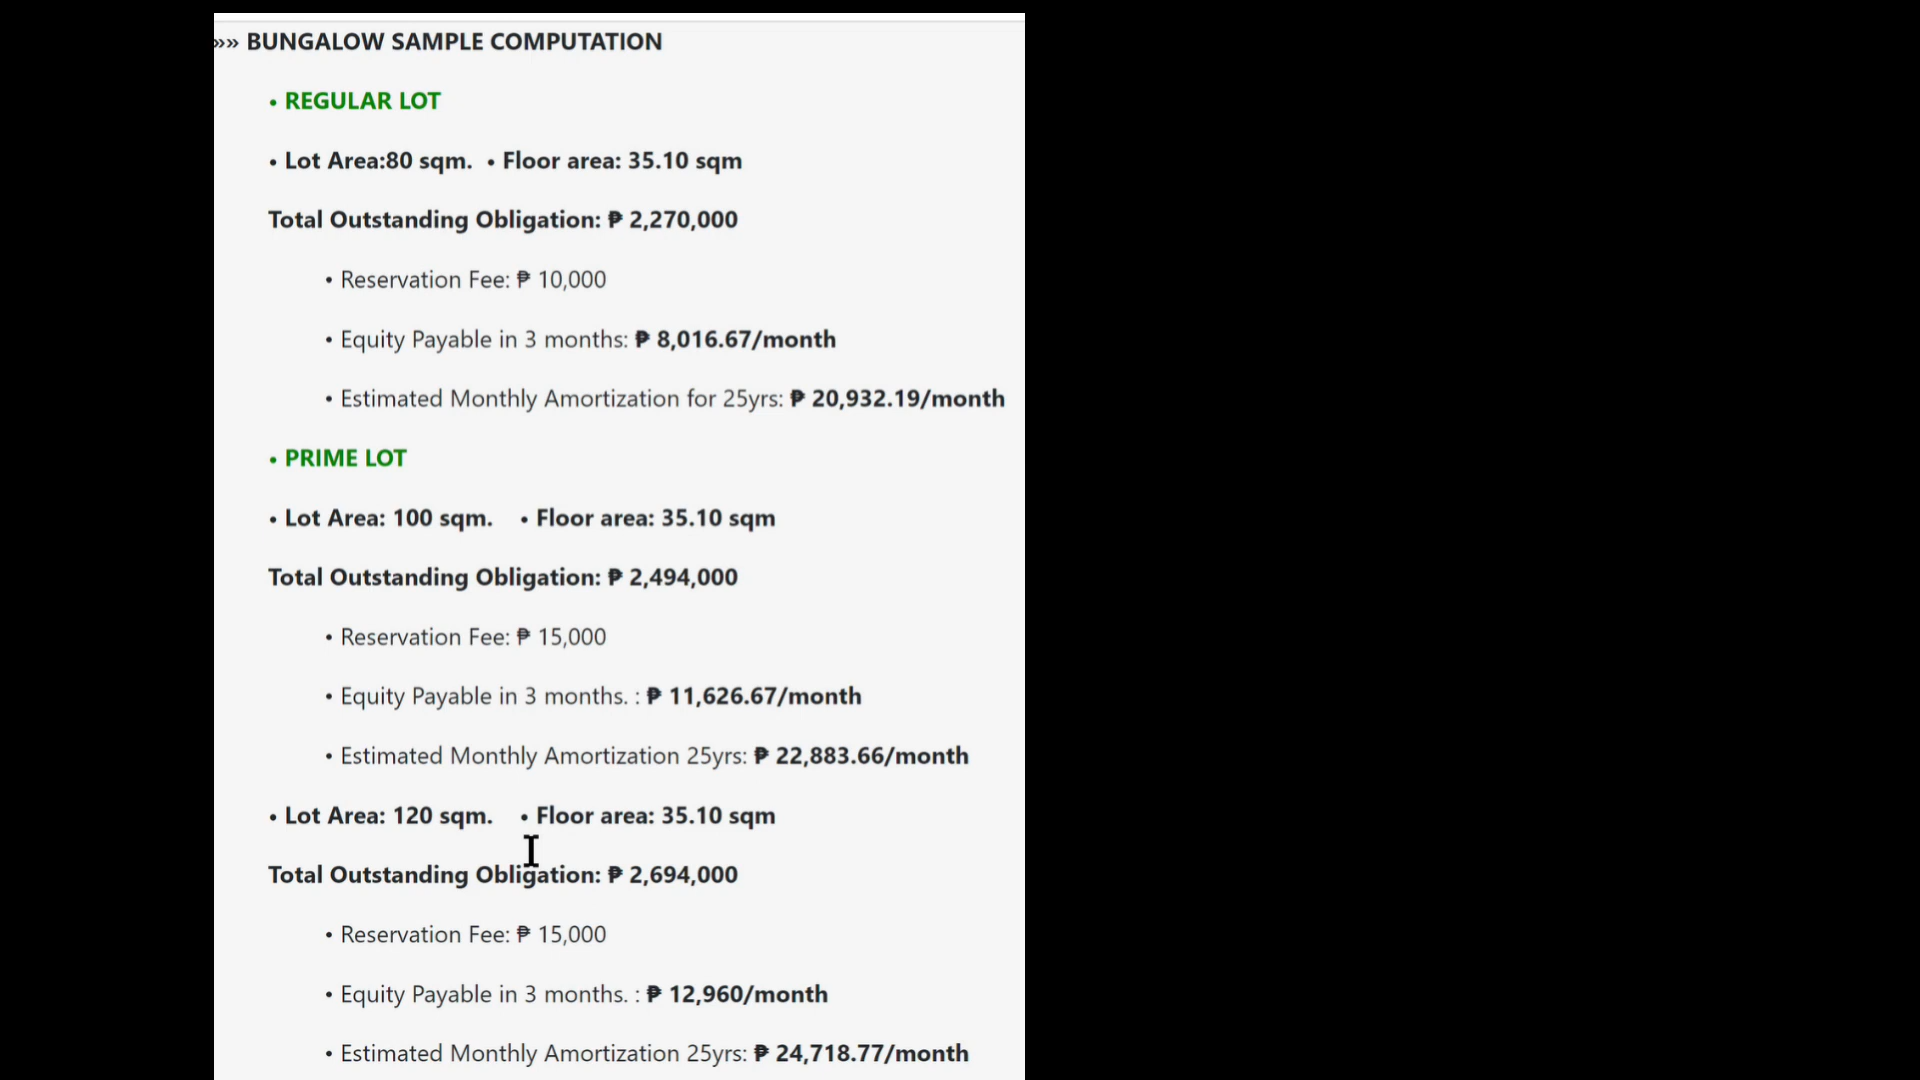 »» BUNGALOW SAMPLE COMPUTATION
• REGULAR LOT
• Lot Area:80 sqm.  • Floor area: 35.10 sqm
Total Outstanding Obligation: ₱ 2,270,000
• Reservation Fee: ₱ 10,000
• Equity Payable in 3 months: ₱ 8,016.67/month
• Estimated Monthly Amortization for 25yrs: ₱ 20,932.19/month
• PRIME LOT
• Lot Area: 100 sqm.   • Floor area: 35.10 sqm
Total Outstanding Obligation: ₱ 2,494,000
• Reservation Fee: ₱ 15,000
• Equity Payable in 3 months. : ₱ 11,626.67/month
• Estimated Monthly Amortization 25yrs: ₱ 22,883.66/month
• Lot Area: 120 sqm.   • Floor area: 35.10 sqm
Total Outstanding Obligation: ₱ 2,694,000
• Reservation Fee: ₱ 15,000
• Equity Payable in 3 months. : ₱ 12,960/month
• Estimated Monthly Amortization 25yrs: ₱ 24,718.77/month